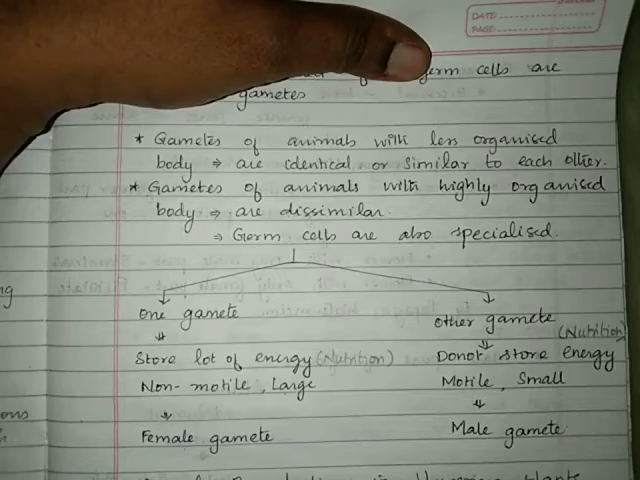 DATE
PAGE
germ cells are
gametes
* Gametes of animals with less organised
body ⇒ are identical or similar to each other.
* Gametes of animals with highly organised
body ⇒ are dissimilar.
⇒ Germ cells are also specialised.
One gamete
Other gamete
(Nutrition)
Store lot of energy (Nutrition)
Donot store energy
Non-motile, Large
Motile, Small
Female gamete
Male gamete